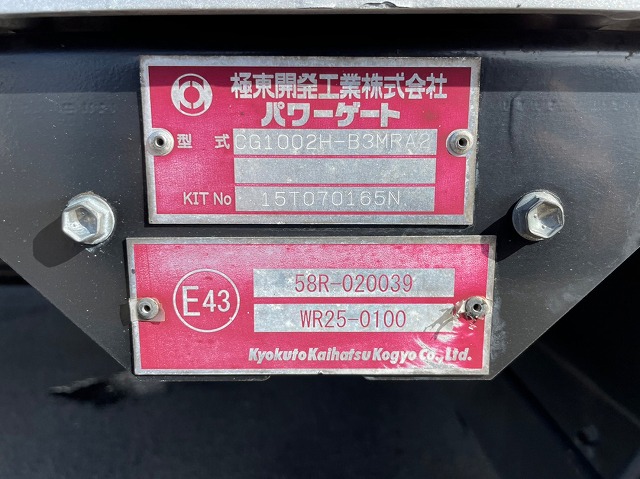 極東開発工業株式会社
パワーゲート
型式 CG1002H-B3MRA2
KIT No 15T070165N
E43
58R-020039
WR25-0100
Kyokuto Kaihatsu Kogyo Co., Ltd.